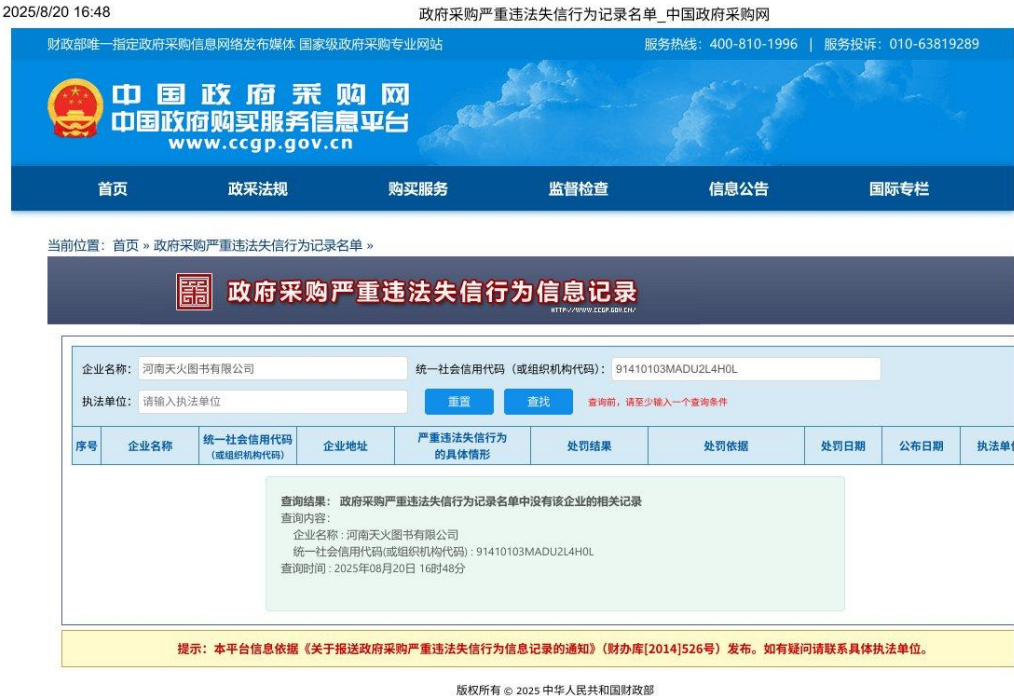 2025/8/20 16:48 政府采购严重违法失信行为记录名单_中国政府采购网
财政部唯一指定政府采购信息网络发布媒体 国家级政府采购专业网站 服务热线：400-810-1996 | 服务投诉：010-63819289
中国政府采购网
中国政府购买服务信息平台
www.ccgp.gov.cn
首页 政采法规 购买服务 监督检查 信息公告 国际专栏
当前位置：首页 » 政府采购严重违法失信行为记录名单 »
政府采购严重违法失信行为信息记录
HTTP://WWW.CCGP.GOV.CN/
企业名称：河南天火图书有限公司 统一社会信用代码（或组织机构代码）：91410103MADU2L4H0L
执法单位：请输入执法单位 重置 查找 查询前，请至少输入一个查询条件
序号 企业名称 统一社会信用代码（或组织机构代码） 企业地址 严重违法失信行为的具体情形 处罚结果 处罚依据 处罚日期 公布日期 执法单
查询结果： 政府采购严重违法失信行为记录名单中没有该企业的相关记录
查询内容：
企业名称 : 河南天火图书有限公司
统一社会信用代码(或组织机构代码) : 91410103MADU2L4H0L
查询时间 : 2025年08月20日 16时48分
提示：本平台信息依据《关于报送政府采购严重违法失信行为信息记录的通知》（财办库[2014]526号）发布。如有疑问请联系具体执法单位。
版权所有 © 2025 中华人民共和国财政部